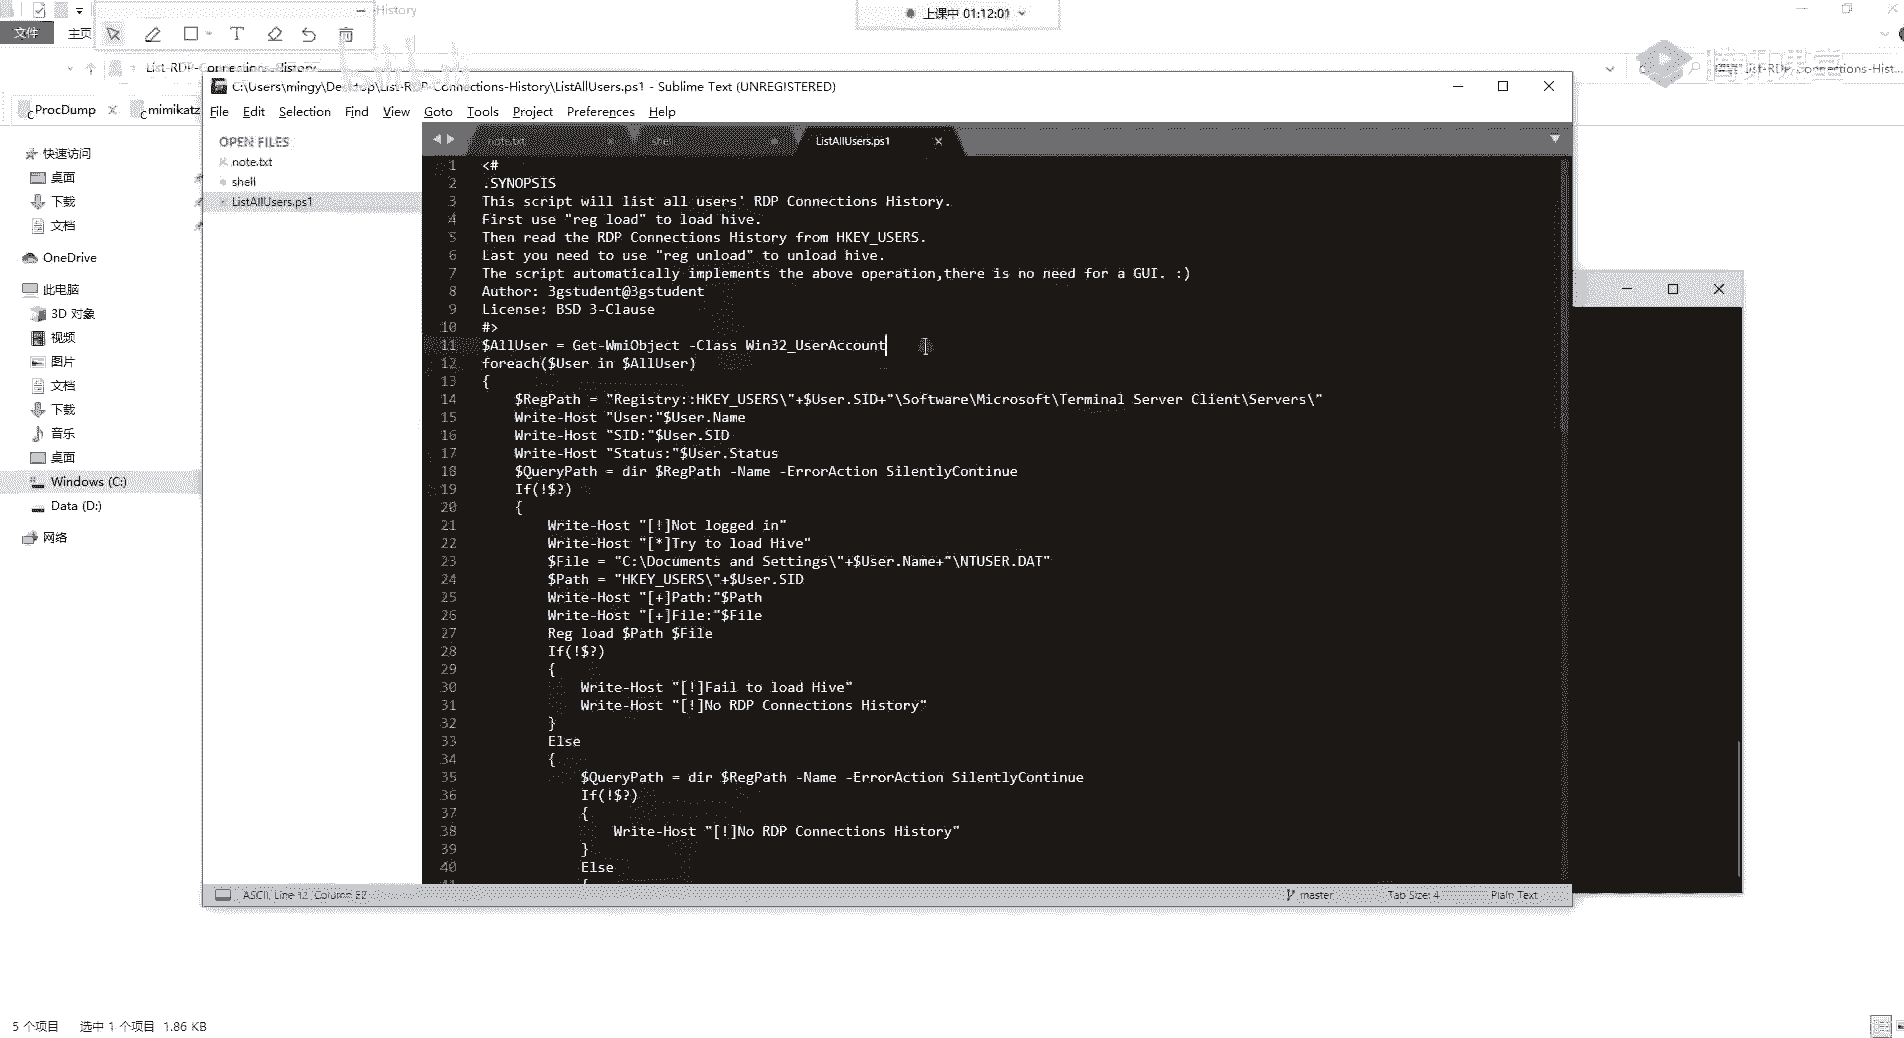 History
上课中 01:12:01
文件
主页
List-RDP-Connections-History
ProcDump
mimikatz
C:\Users\mingy\Desktop\List-RDP-Connections-History\ListAllUsers.ps1 - Sublime Text (UNREGISTERED)
File Edit Selection Find View Goto Tools Project Preferences Help
OPEN FILES
note.txt
shell
ListAllUsers.ps1
note.txt
shell
ListAllUsers.ps1
快速访问
桌面
下载
文档
OneDrive
此电脑
3D 对象
视频
图片
文档
下载
音乐
桌面
Windows (C:)
Data (D:)
网络
1 <#
2 .SYNOPSIS
3 This script will list all users' RDP Connections History.
4 First use "reg load" to load hive.
5 Then read the RDP Connections History from HKEY_USERS.
6 Last you need to use "reg unload" to unload hive.
7 The script automatically implements the above operation,there is no need for a GUI. :)
8 Author: 3gstudent@3gstudent
9 License: BSD 3-Clause
10 #>
11 $AllUser = Get-WmiObject -Class Win32_UserAccount
12 foreach($User in $AllUser)
13 {
14 $RegPath = "Registry::HKEY_USERS\"+$User.SID+"\Software\Microsoft\Terminal Server Client\Servers\"
15 Write-Host "User:"$User.Name
16 Write-Host "SID:"$User.SID
17 Write-Host "Status:"$User.Status
18 $QueryPath = dir $RegPath -Name -ErrorAction SilentlyContinue
19 If(!$?)
20 {
21 Write-Host "[!]Not logged in"
22 Write-Host "[*]Try to load Hive"
23 $File = "C:\Documents and Settings\"+$User.Name+"\NTUSER.DAT"
24 $Path = "HKEY_USERS\"+$User.SID
25 Write-Host "[+]Path:"$Path
26 Write-Host "[+]File:"$File
27 Reg load $Path $File
28 If(!$?)
29 {
30 Write-Host "[!]Fail to load Hive"
31 Write-Host "[!]No RDP Connections History"
32 }
33 Else
34 {
35 $QueryPath = dir $RegPath -Name -ErrorAction SilentlyContinue
36 If(!$?)
37 {
38 Write-Host "[!]No RDP Connections History"
39 }
40 Else
41 {
ASCII, Line 12, Column 22
master
Tab Size: 4
Plain Text
5 个项目 选中 1 个项目 1.86 KB